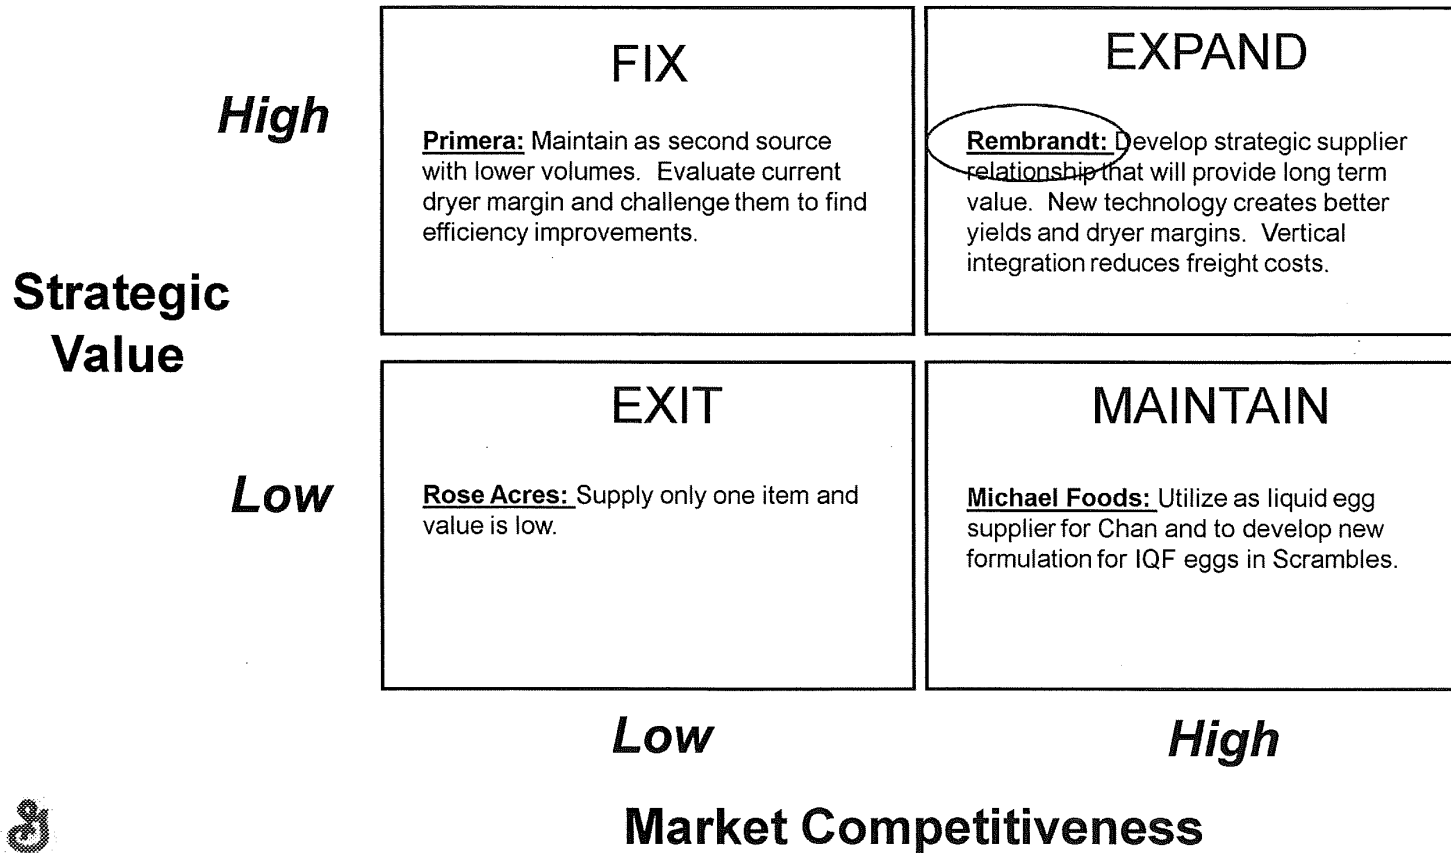 High
Strategic
Value
Low
FIX
Primera: Maintain as second source
with lower volumes. Evaluate current
dryer margin and challenge them to find
efficiency improvements.
EXPAND
Rembrandt: Develop strategic supplier
relationship that will provide long term
value. New technology creates better
yields and dryer margins. Vertical
integration reduces freight costs.
EXIT
Rose Acres: Supply only one item and
value is low.
MAINTAIN
Michael Foods: Utilize as liquid egg
supplier for Chan and to develop new
formulation for IQF eggs in Scrambles.
Low
High
Market Competitiveness
G